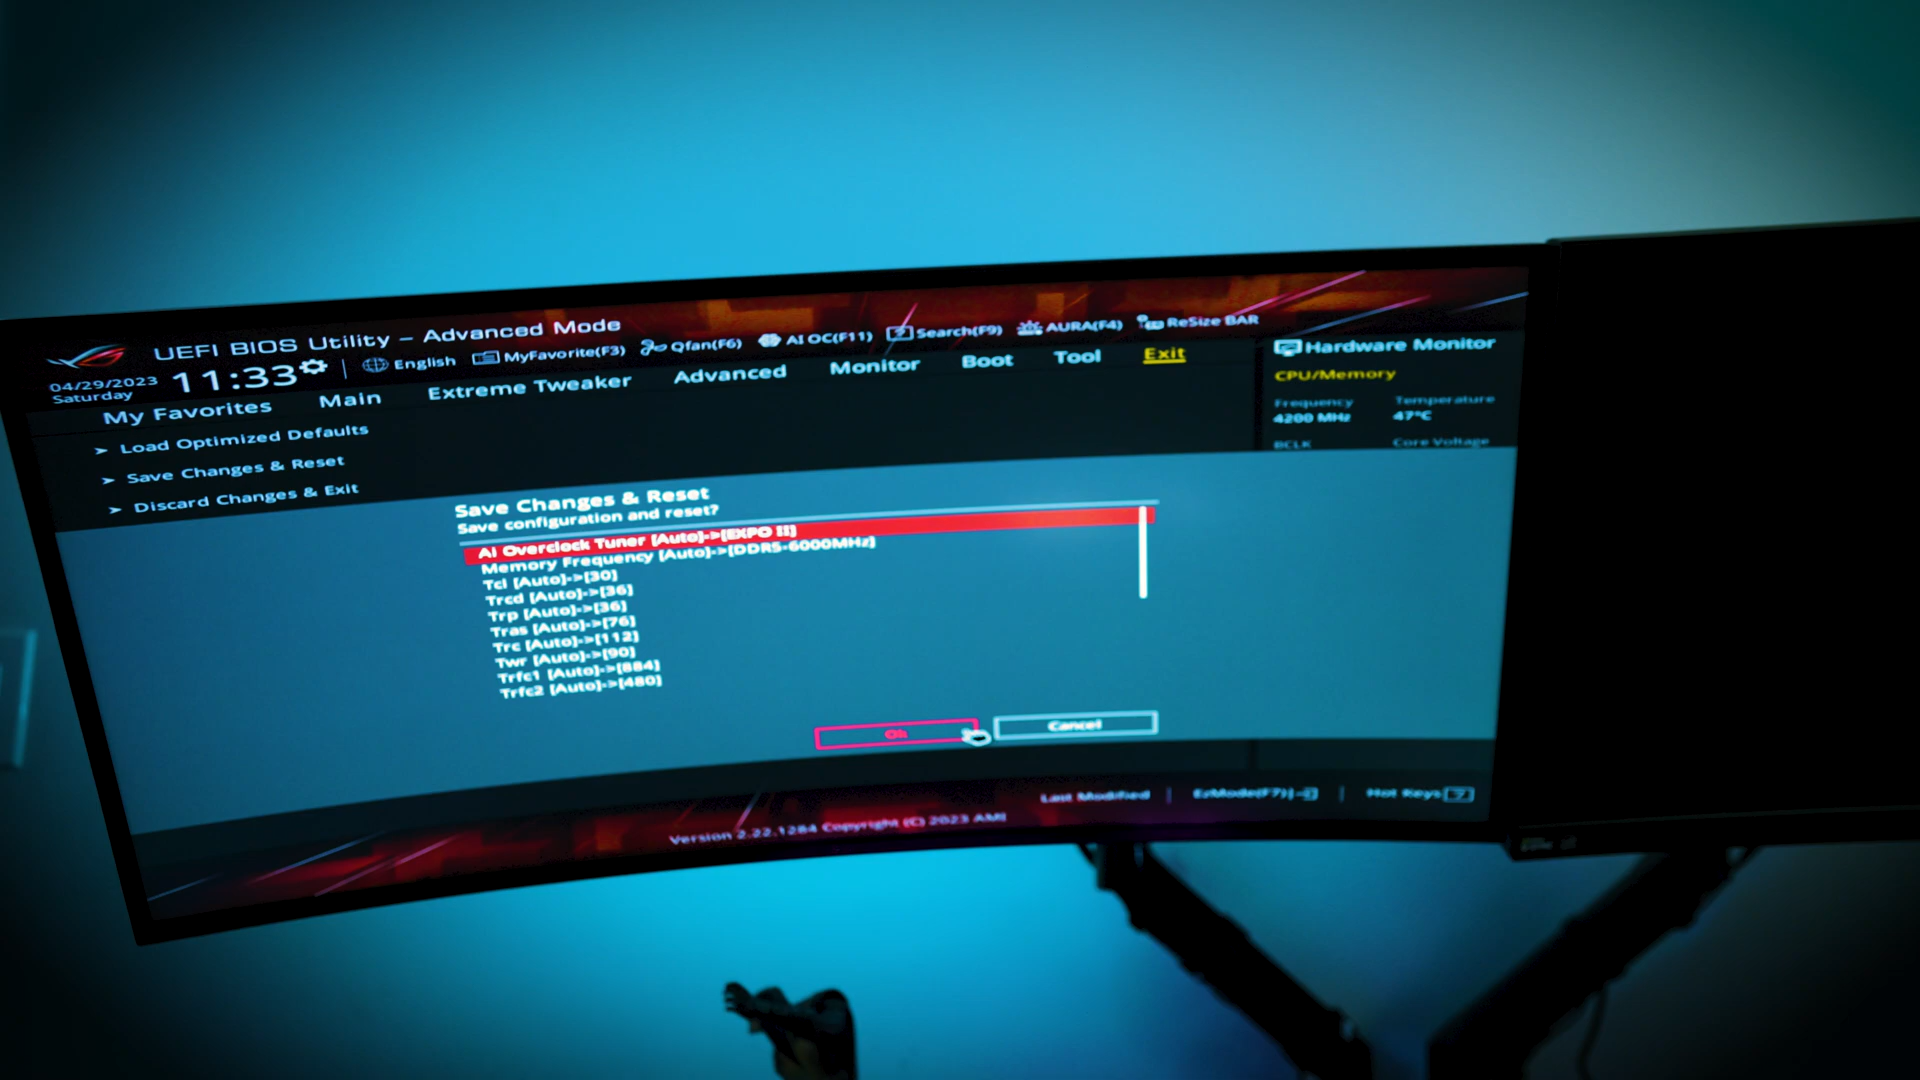 UEFI BIOS Utility – Advanced Mode
04/29/2023
Saturday
11:33
English
MyFavorite(F3)
Qfan(F6)
AI OC(F11)
Search(F9)
AURA(F4)
ReSize BAR
My Favorites
Main
Extreme Tweaker
Advanced
Monitor
Boot
Tool
Exit
Hardware Monitor
CPU/Memory
Frequency
Temperature
4200 MHz
47°C
BCLK
Core Voltage
> Load Optimized Defaults
> Save Changes & Reset
> Discard Changes & Exit
Save Changes & Reset
Save configuration and reset?
Ai Overclock Tuner [Auto]->[EXPO II]
Memory Frequency [Auto]->[DDR5-6000MHz]
Tcl [Auto]->[30]
Trcd [Auto]->[36]
Trp [Auto]->[36]
Tras [Auto]->[76]
Trc [Auto]->[112]
Twr [Auto]->[90]
Trfc1 [Auto]->[884]
Trfc2 [Auto]->[480]
Ok
Cancel
Last Modified
EzMode(F7)
Hot Keys ?
Version 2.22.1284 Copyright (C) 2023 AMI